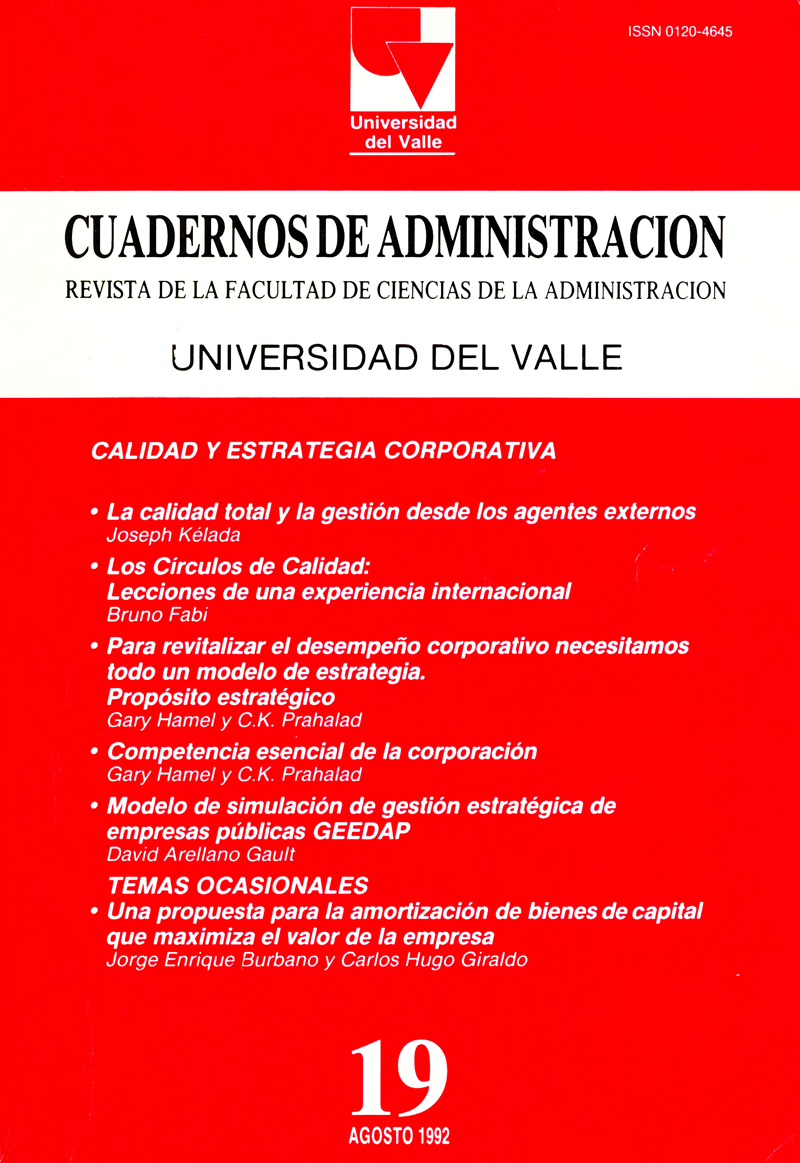 ISSN 0120-4645
Universidad
del Valle
CUADERNOS DE ADMINISTRACION
REVISTA DE LA FACULTAD DE CIENCIAS DE LA ADMINISTRACION
UNIVERSIDAD DEL VALLE
CALIDAD Y ESTRATEGIA CORPORATIVA
• La calidad total y la gestión desde los agentes externos
Joseph Kélada
• Los Círculos de Calidad:
Lecciones de una experiencia internacional
Bruno Fabi
• Para revitalizar el desempeño corporativo necesitamos
todo un modelo de estrategia.
Propósito estratégico
Gary Hamel y C.K. Prahalad
• Competencia esencial de la corporación
Gary Hamel y C.K. Prahalad
• Modelo de simulación de gestión estratégica de
empresas públicas GEEDAP
David Arellano Gault
TEMAS OCASIONALES
• Una propuesta para la amortización de bienes de capital
que maximiza el valor de la empresa
Jorge Enrique Burbano y Carlos Hugo Giraldo
19
AGOSTO 1992